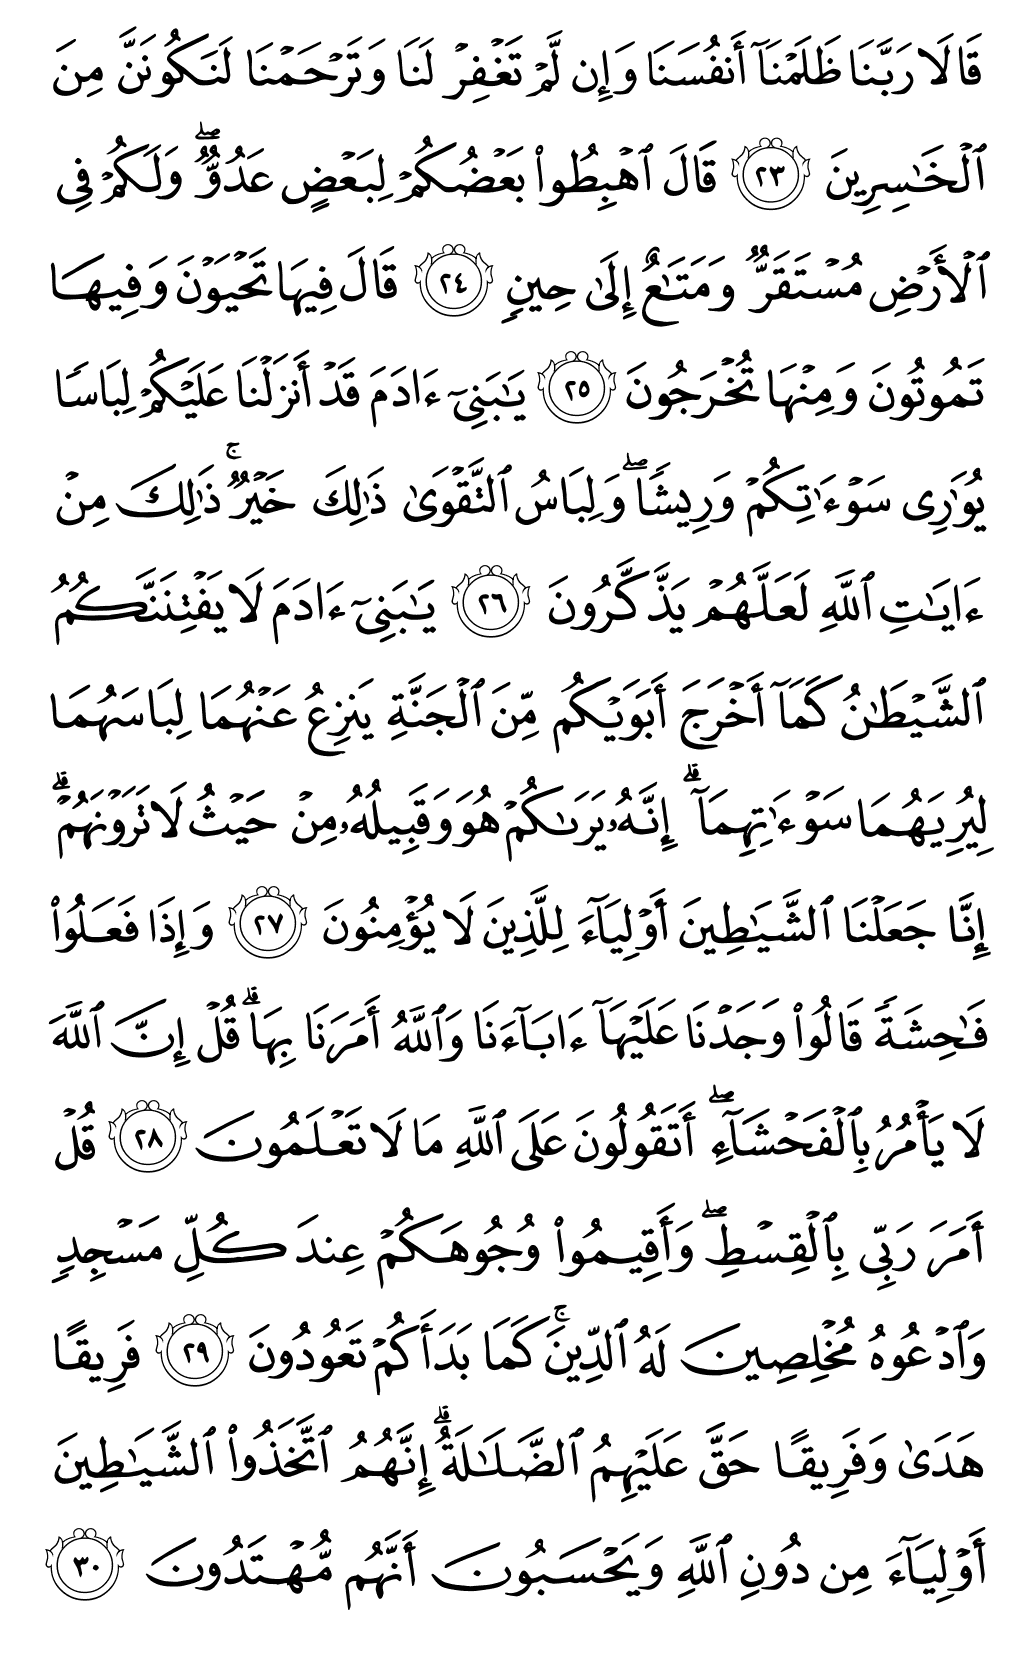 قَالَا رَبَّنَا ظَلَمْنَآ أَنفُسَنَا وَإِن لَّمْ تَغْفِرْ لَنَا وَتَرْحَمْنَا لَنَكُونَنَّ مِنَ
ٱلْخَٰسِرِينَ ٢٣ قَالَ ٱهْبِطُوا۟ بَعْضُكُمْ لِبَعْضٍ عَدُوٌّ ۖ وَلَكُمْ فِى
ٱلْأَرْضِ مُسْتَقَرٌّ وَمَتَٰعٌ إِلَىٰ حِينٍ ٢٤ قَالَ فِيهَا تَحْيَوْنَ وَفِيهَا
تَمُوتُونَ وَمِنْهَا تُخْرَجُونَ ٢٥ يَٰبَنِىٓ ءَادَمَ قَدْ أَنزَلْنَا عَلَيْكُمْ لِبَاسًا
يُوَٰرِى سَوْءَٰتِكُمْ وَرِيشًا ۖ وَلِبَاسُ ٱلتَّقْوَىٰ ذَٰلِكَ خَيْرٌ ۚ ذَٰلِكَ مِنْ
ءَايَٰتِ ٱللَّهِ لَعَلَّهُمْ يَذَّكَّرُونَ ٢٦ يَٰبَنِىٓ ءَادَمَ لَا يَفْتِنَنَّكُمُ
ٱلشَّيْطَٰنُ كَمَآ أَخْرَجَ أَبَوَيْكُم مِّنَ ٱلْجَنَّةِ يَنزِعُ عَنْهُمَا لِبَاسَهُمَا
لِيُرِيَهُمَا سَوْءَٰتِهِمَآ ۗ إِنَّهُۥ يَرَىٰكُمْ هُوَ وَقَبِيلُهُۥ مِنْ حَيْثُ لَا تَرَوْنَهُمْ ۗ
إِنَّا جَعَلْنَا ٱلشَّيَٰطِينَ أَوْلِيَآءَ لِلَّذِينَ لَا يُؤْمِنُونَ ٢٧ وَإِذَا فَعَلُوا۟
فَٰحِشَةً قَالُوا۟ وَجَدْنَا عَلَيْهَآ ءَابَآءَنَا وَٱللَّهُ أَمَرَنَا بِهَا ۗ قُلْ إِنَّ ٱللَّهَ
لَا يَأْمُرُ بِٱلْفَحْشَآءِ ۖ أَتَقُولُونَ عَلَى ٱللَّهِ مَا لَا تَعْلَمُونَ ٢٨ قُلْ
أَمَرَ رَبِّى بِٱلْقِسْطِ ۖ وَأَقِيمُوا۟ وُجُوهَكُمْ عِندَ كُلِّ مَسْجِدٍ
وَٱدْعُوهُ مُخْلِصِينَ لَهُ ٱلدِّينَ ۚ كَمَا بَدَأَكُمْ تَعُودُونَ ٢٩ فَرِيقًا
هَدَىٰ وَفَرِيقًا حَقَّ عَلَيْهِمُ ٱلضَّلَٰلَةُ ۗ إِنَّهُمُ ٱتَّخَذُوا۟ ٱلشَّيَٰطِينَ
أَوْلِيَآءَ مِن دُونِ ٱللَّهِ وَيَحْسَبُونَ أَنَّهُم مُّهْتَدُونَ ٣٠